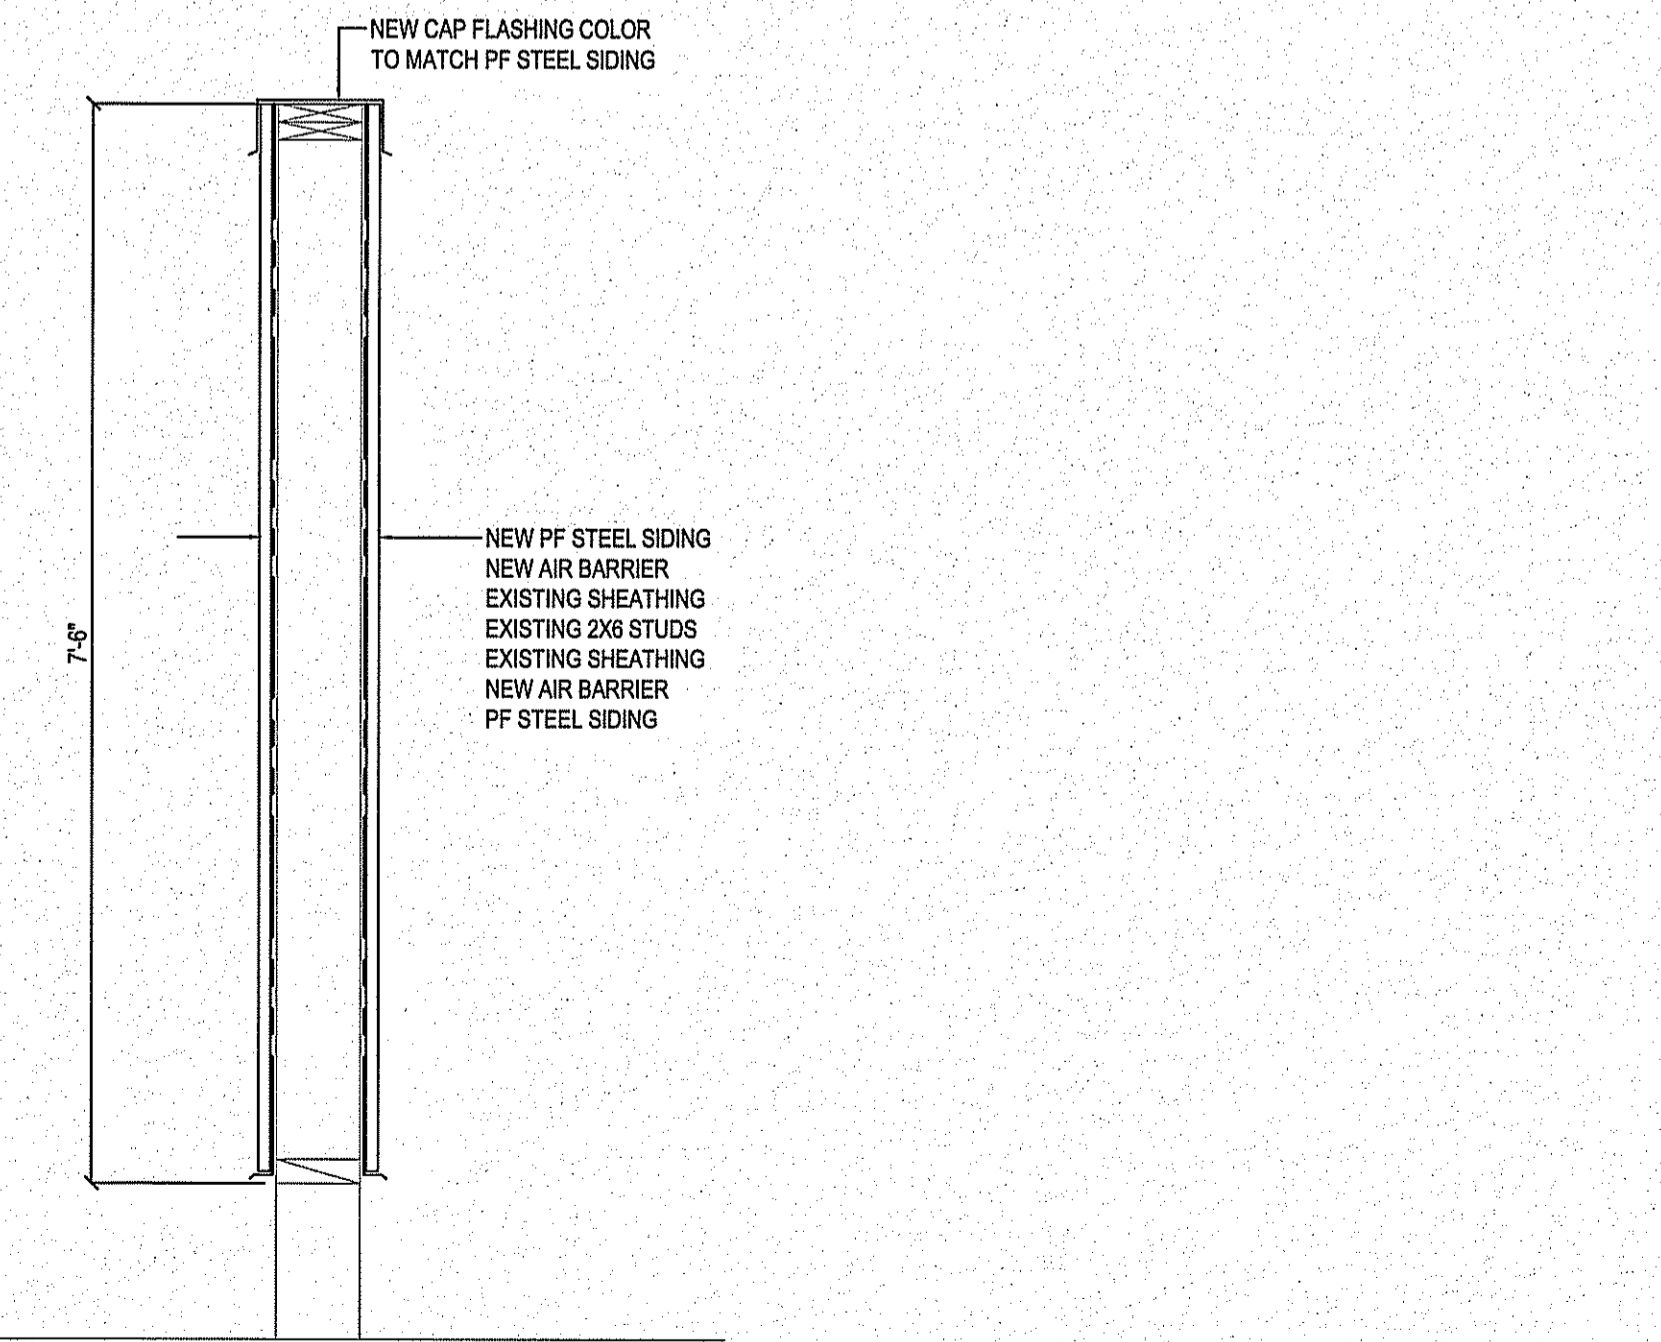 NEW CAP FLASHING COLOR
TO MATCH PF STEEL SIDING
NEW PF STEEL SIDING
NEW AIR BARRIER
EXISTING SHEATHING
EXISTING 2X6 STUDS
EXISTING SHEATHING
NEW AIR BARRIER
PF STEEL SIDING
7'-6"